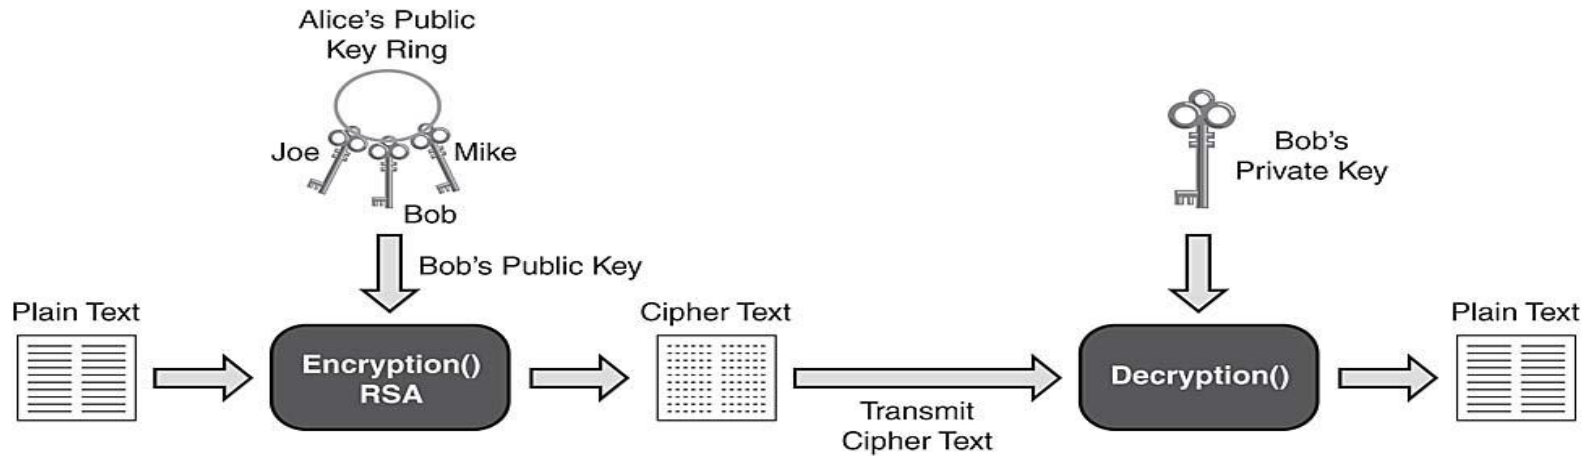 Alice's Public
Key Ring
Joe
Mike
Bob
Bob's
Private Key
Bob's Public Key
Plain Text
Cipher Text
Plain Text
Encryption()
RSA
Decryption()
Transmit
Cipher Text